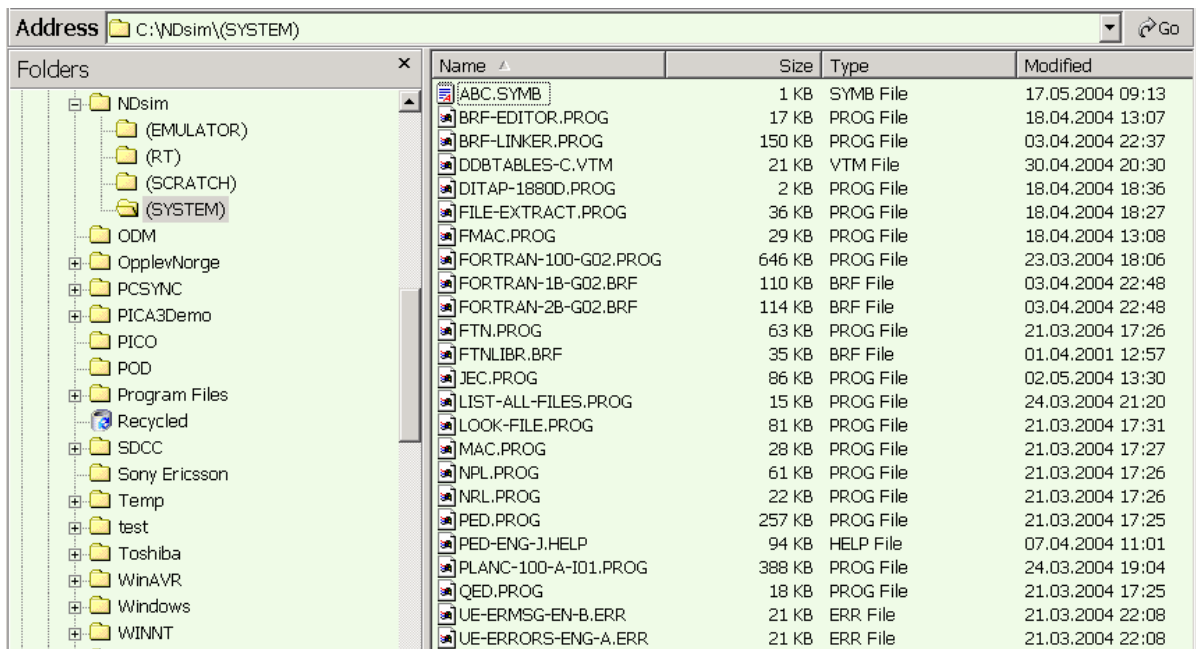 Address C:\NDsim\(SYSTEM) Go
Folders ×
NDsim
(EMULATOR)
(RT)
(SCRATCH)
(SYSTEM)
ODM
OpplevNorge
PCSYNC
PICA3Demo
PICO
POD
Program Files
Recycled
SDCC
Sony Ericsson
Temp
test
Toshiba
WinAVR
Windows
WINNT
Name Size Type Modified
ABC.SYMB 1 KB SYMB File 17.05.2004 09:13
BRF-EDITOR.PROG 17 KB PROG File 18.04.2004 13:07
BRF-LINKER.PROG 150 KB PROG File 03.04.2004 22:37
DDBTABLES-C.VTM 21 KB VTM File 30.04.2004 20:30
DITAP-1880D.PROG 2 KB PROG File 18.04.2004 18:36
FILE-EXTRACT.PROG 36 KB PROG File 18.04.2004 18:27
FMAC.PROG 29 KB PROG File 18.04.2004 13:08
FORTRAN-100-G02.PROG 646 KB PROG File 23.03.2004 18:06
FORTRAN-1B-G02.BRF 110 KB BRF File 03.04.2004 22:48
FORTRAN-2B-G02.BRF 114 KB BRF File 03.04.2004 22:48
FTN.PROG 63 KB PROG File 21.03.2004 17:26
FTNLIBR.BRF 35 KB BRF File 01.04.2001 12:57
JEC.PROG 86 KB PROG File 02.05.2004 13:30
LIST-ALL-FILES.PROG 15 KB PROG File 24.03.2004 21:20
LOOK-FILE.PROG 81 KB PROG File 21.03.2004 17:31
MAC.PROG 28 KB PROG File 21.03.2004 17:27
NPL.PROG 61 KB PROG File 21.03.2004 17:26
NRL.PROG 22 KB PROG File 21.03.2004 17:26
PED.PROG 257 KB PROG File 21.03.2004 17:25
PED-ENG-J.HELP 94 KB HELP File 07.04.2004 11:01
PLANC-100-A-I01.PROG 388 KB PROG File 24.03.2004 19:04
QED.PROG 18 KB PROG File 21.03.2004 17:25
UE-ERMSG-EN-B.ERR 21 KB ERR File 21.03.2004 22:08
UE-ERRORS-ENG-A.ERR 21 KB ERR File 21.03.2004 22:08